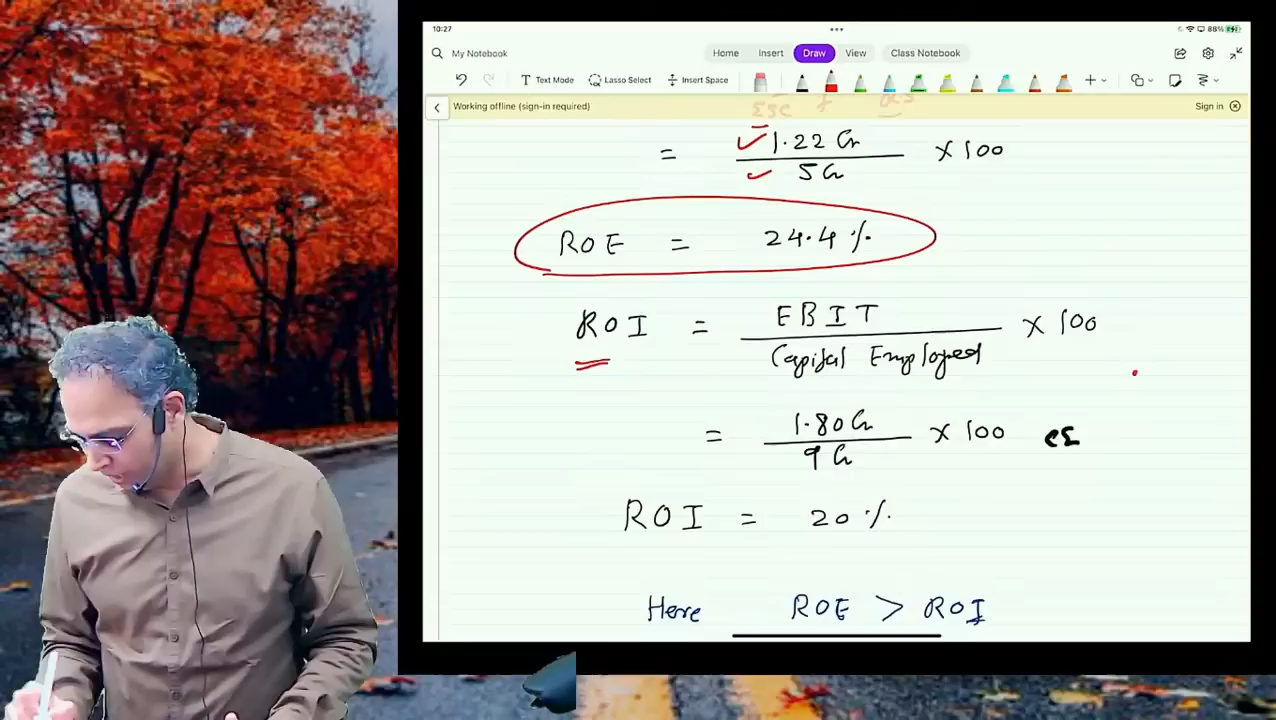 10:27
88%
My Notebook
Home Insert Draw View Class Notebook
Text Mode Lasso Select Insert Space
Working offline (sign-in required) Sign in
= 1.22 Cr / 5 Cr × 100
ROE = 24.4 %
ROI = EBIT / Capital Employed × 100
= 1.80 Cr / 9 Cr × 100
ROI = 20 %
Here ROE > ROI